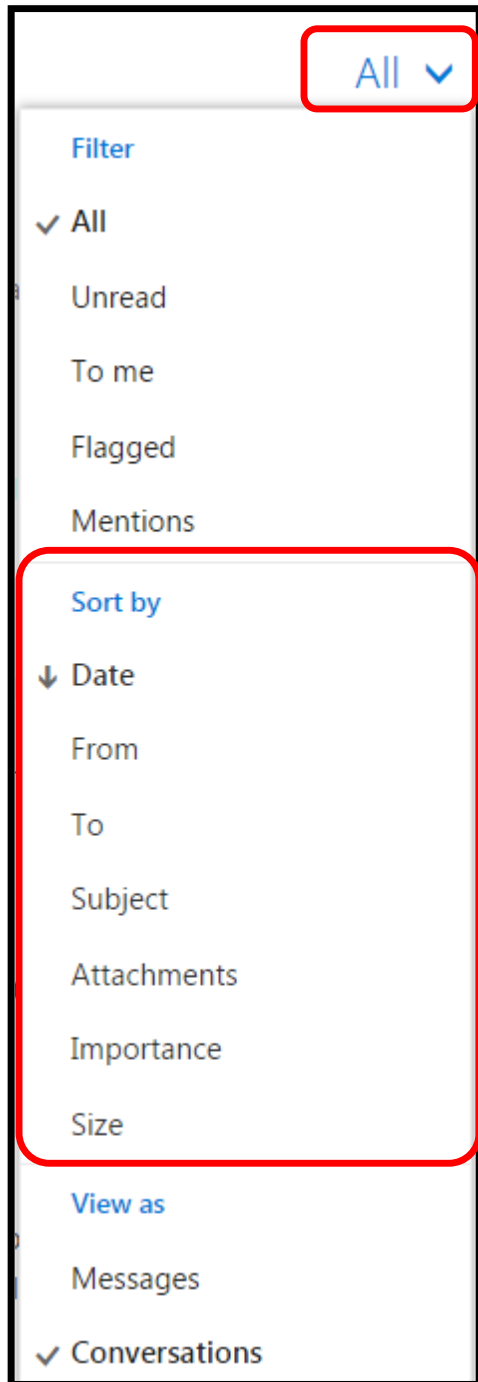 All
Filter
All
Unread
To me
Flagged
Mentions
Sort by
Date
From
To
Subject
Attachments
Importance
Size
View as
Messages
Conversations